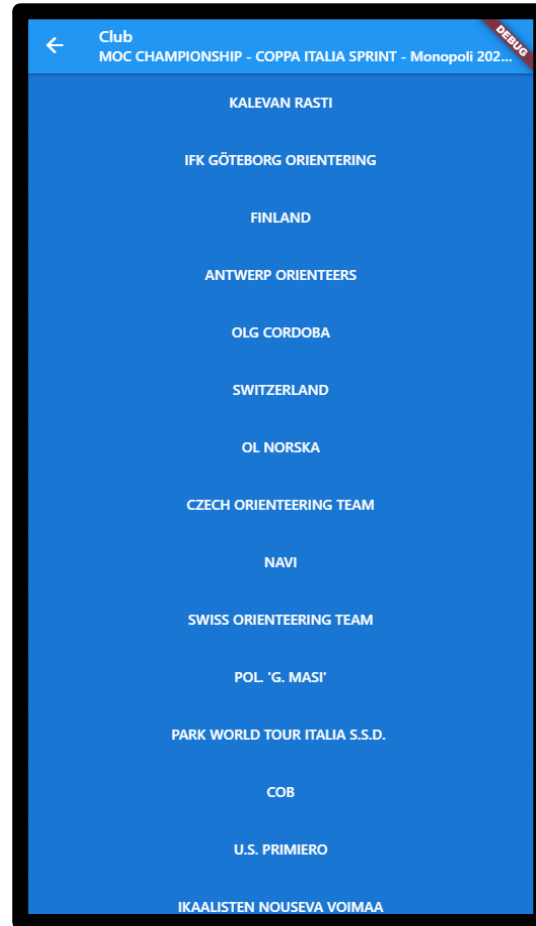 Club
MOC CHAMPIONSHIP - COPPA ITALIA SPRINT - Monopoli 202...
DEBUG
KALEVAN RASTI
IFK GÖTEBORG ORIENTERING
FINLAND
ANTWERP ORIENTEERS
OLG CORDOBA
SWITZERLAND
OL NORSKA
CZECH ORIENTEERING TEAM
NAVI
SWISS ORIENTEERING TEAM
POL. 'G. MASI'
PARK WORLD TOUR ITALIA S.S.D.
COB
U.S. PRIMIERO
IKAALISTEN NOUSEVA VOIMAA